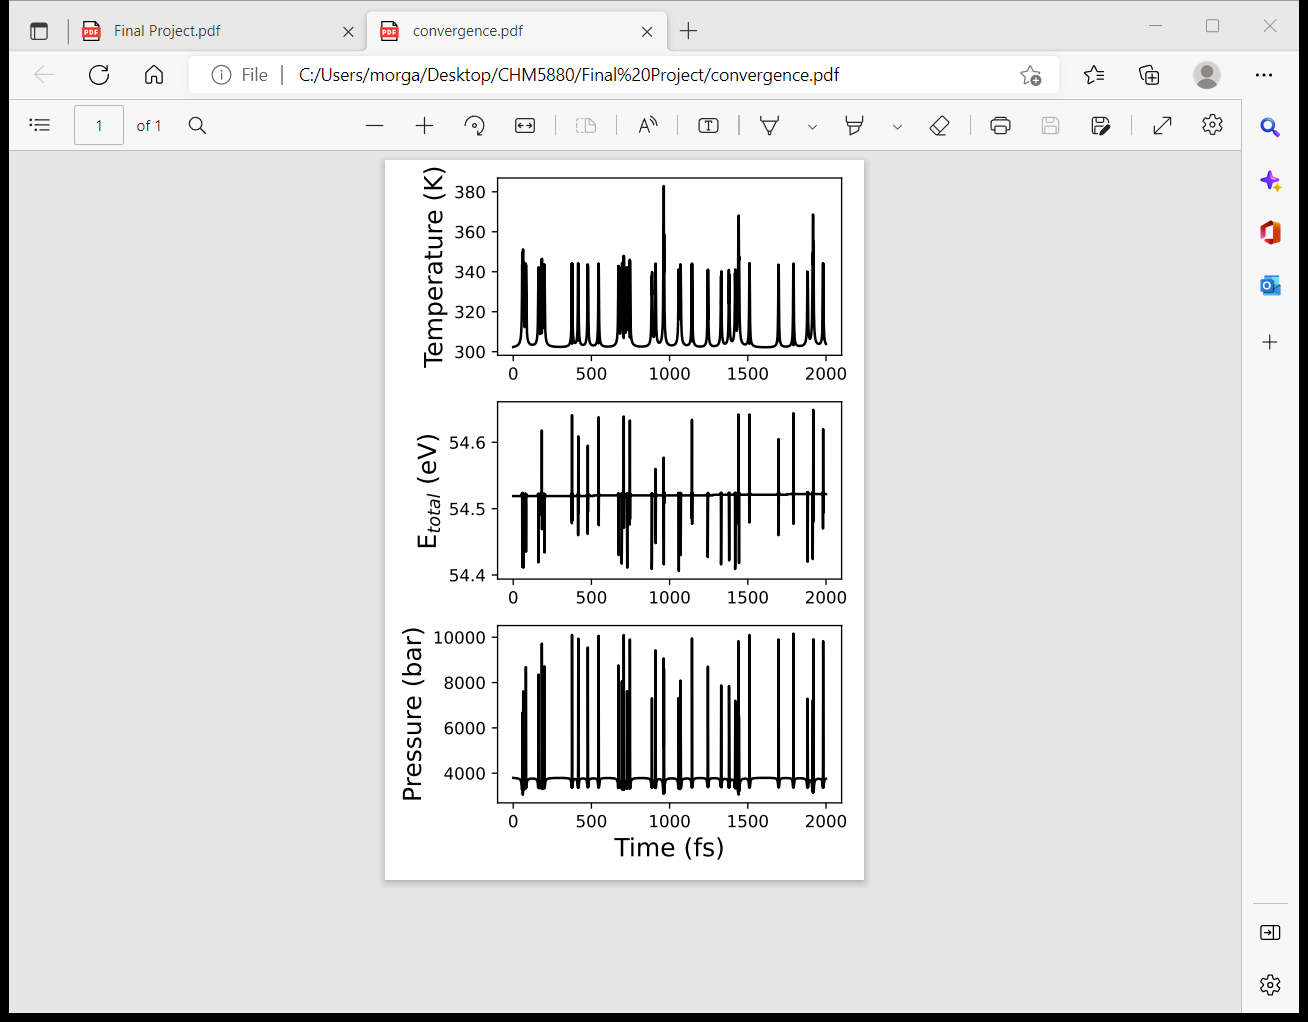 Final Project.pdf
convergence.pdf
File
C:/Users/morga/Desktop/CHM5880/Final%20Project/convergence.pdf
1 of 1
Temperature (K)
380
360
340
320
300
0 500 1000 1500 2000
E_total (eV)
54.6
54.5
54.4
0 500 1000 1500 2000
Pressure (bar)
10000
8000
6000
4000
0 500 1000 1500 2000
Time (fs)